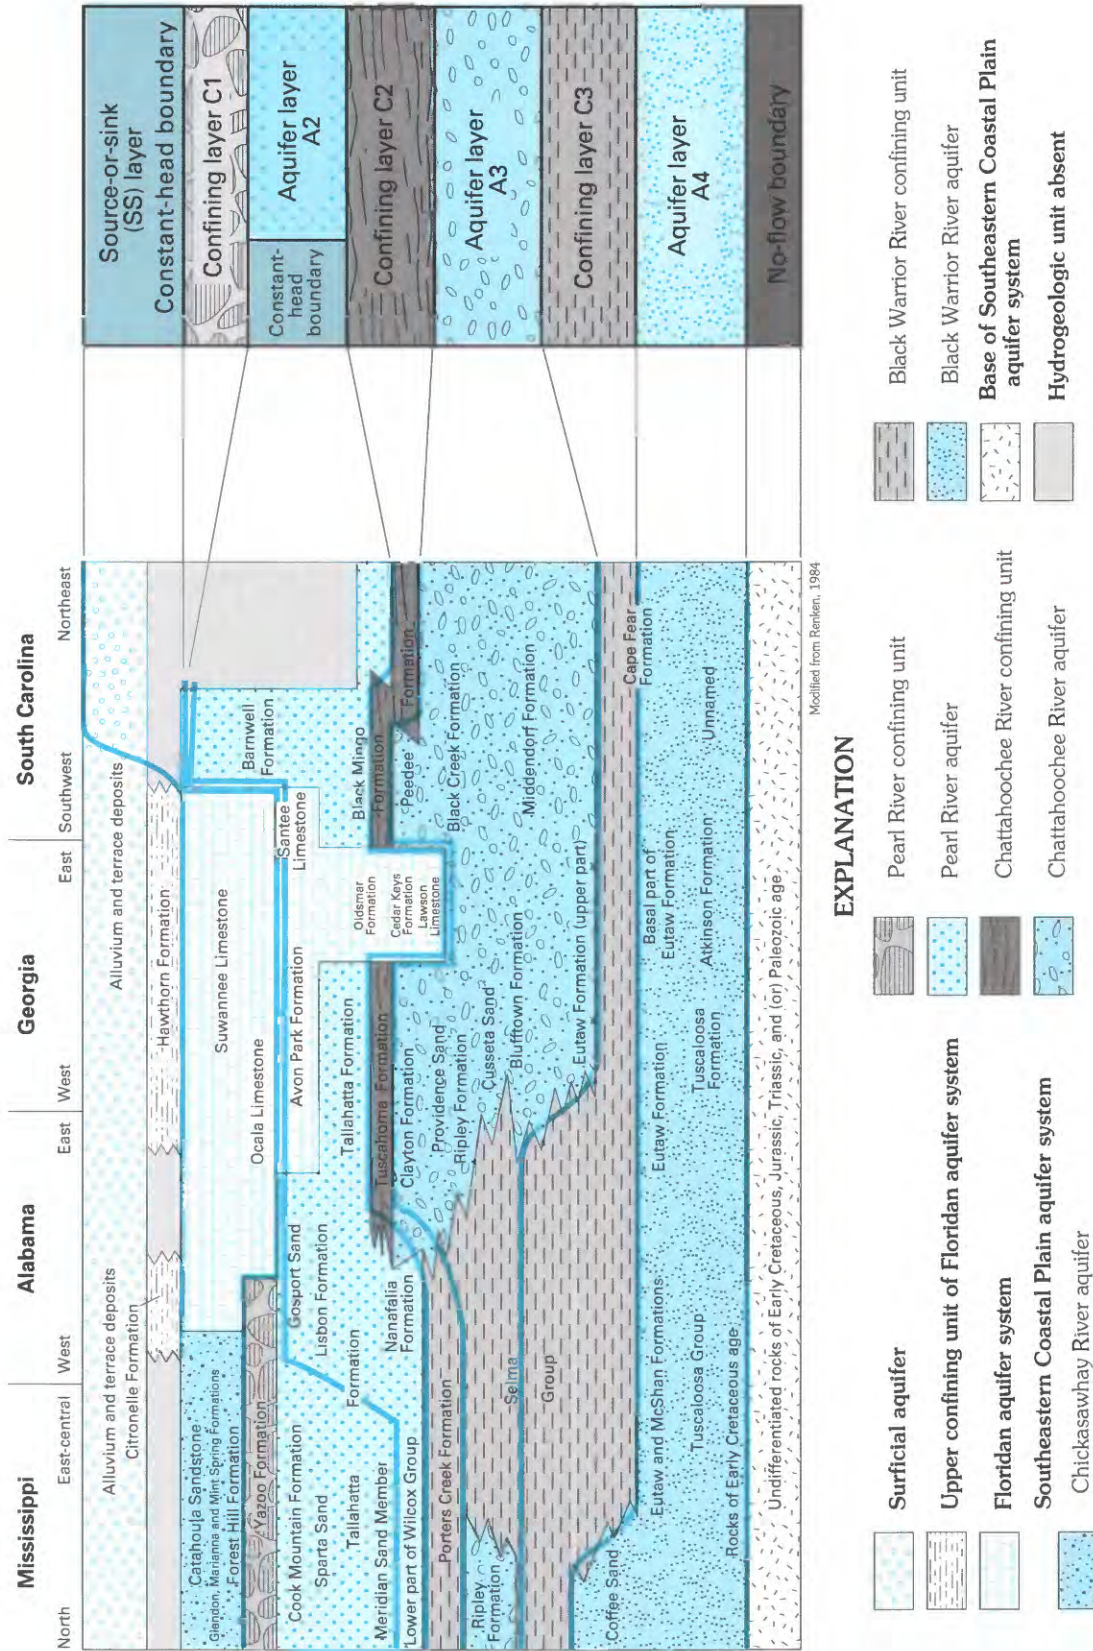 Mississippi
Alabama
Georgia
South Carolina
North
East-central
West
East
West
East
Southwest
Northeast
Alluvium and terrace deposits
Citronelle Formation
Alluvium and terrace deposits
Hawthorn Formation
Catahoula Sandstone
Glendon, Marianna and Mint Spring Formations
Forest Hill Formation
Yazoo Formation
Suwannee Limestone
Ocala Limestone
Avon Park Formation
Santee
Limestone
Barnwell
Formation
Cook Mountain Formation
Sparta Sand
Tallahatta
Formation
Meridian Sand Member
Lower part of Wilcox Group
Gosport Sand
Lisbon Formation
Tallahatta Formation
Nanafalia
Formation
Tuscahoma Formation
Clayton Formation
Providence Sand
Ripley Formation
Cusseta Sand
Blufftown Formation
Eutaw Formation (upper part)
Oldsmar
Formation
Cedar Keys
Formation
Lawson
Limestone
Black Mingo
Formation
Peedee
Formation
Black Creek Formation
Middendorf Formation
Cape Fear
Formation
Porters Creek Formation
Ripley
Formation
Selma
Group
Coffee Sand
Eutaw and McShan Formations
Tuscaloosa Group
Rocks of Early Cretaceous age
Eutaw Formation
Tuscaloosa
Formation
Basal part of
Eutaw Formation
Atkinson Formation
Unnamed
Undifferentiated rocks of Early Cretaceous, Jurassic, Triassic, and (or) Paleozoic age
Modified from Renken, 1984
Source-or-sink
(SS) layer
Constant-head boundary
Confining layer C1
Constant-
head
boundary
Aquifer layer
A2
Confining layer C2
Aquifer layer
A3
Confining layer C3
Aquifer layer
A4
No-flow boundary
EXPLANATION
Surficial aquifer
Upper confining unit of Floridan aquifer system
Floridan aquifer system
Southeastern Coastal Plain aquifer system
Chickasawhay River aquifer
Pearl River confining unit
Pearl River aquifer
Chattahoochee River confining unit
Chattahoochee River aquifer
Black Warrior River confining unit
Black Warrior River aquifer
Base of Southeastern Coastal Plain
aquifer system
Hydrogeologic unit absent